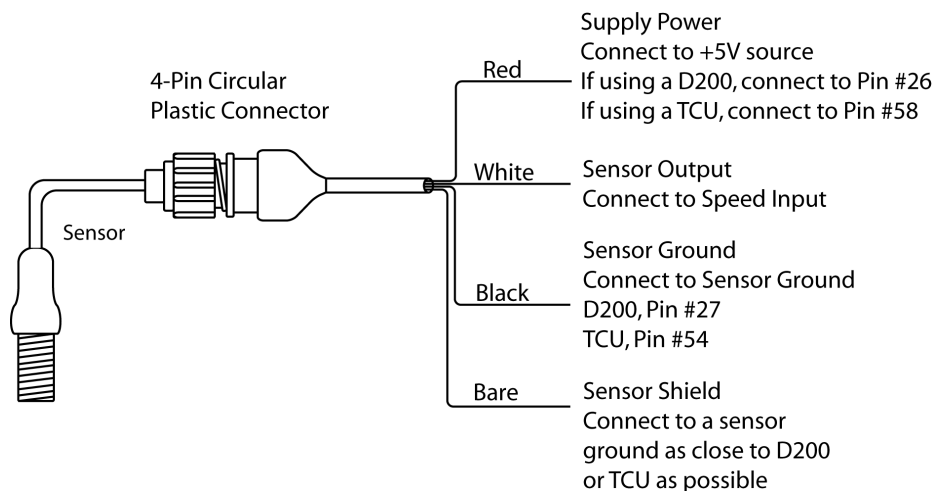 4-Pin Circular
Plastic Connector
Sensor
Red
Supply Power
Connect to +5V source
If using a D200, connect to Pin #26
If using a TCU, connect to Pin #58
White
Sensor Output
Connect to Speed Input
Black
Sensor Ground
Connect to Sensor Ground
D200, Pin #27
TCU, Pin #54
Bare
Sensor Shield
Connect to a sensor
ground as close to D200
or TCU as possible